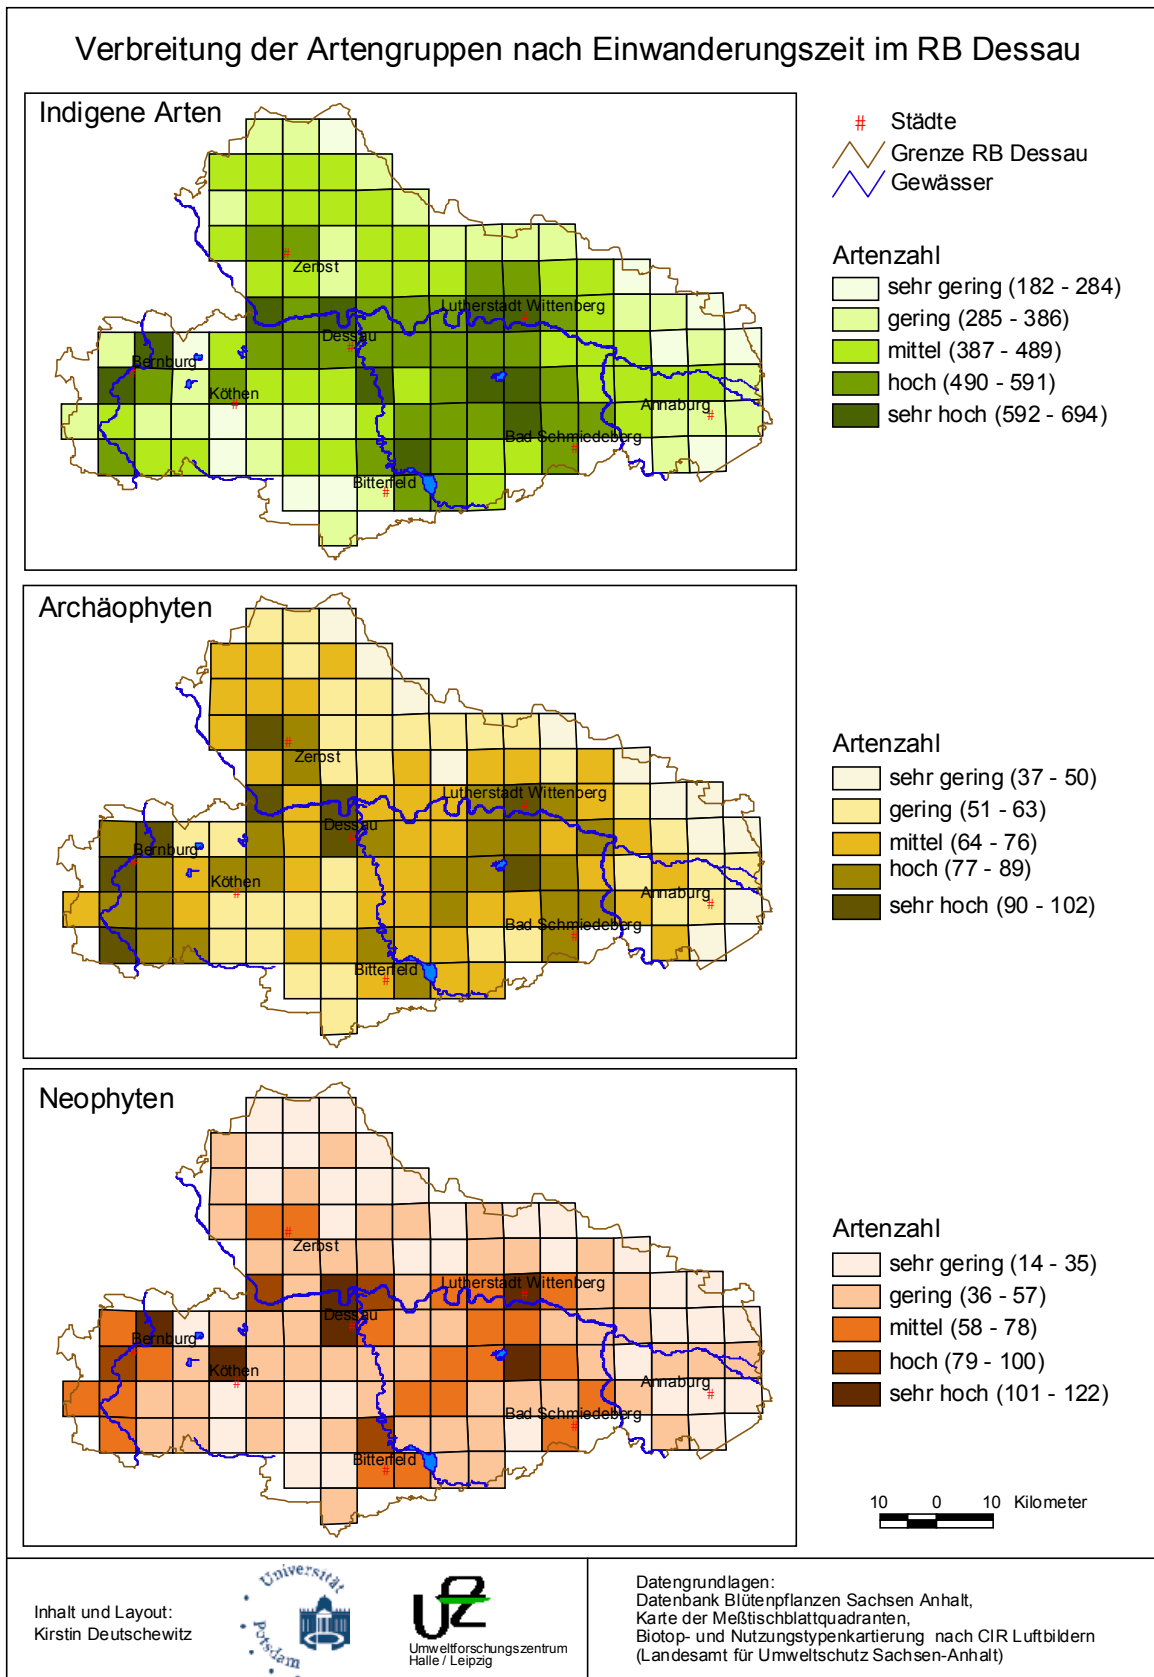 Verbreitung der Artengruppen nach Einwanderungszeit im RB Dessau
Indigene Arten
Zerbst
Lutherstadt Wittenberg
Dessau
Bernburg
Köthen
Annaburg
Bad Schmiedeberg
Bitterfeld
# Städte
Grenze RB Dessau
Gewässer
Artenzahl
sehr gering (182 - 284)
gering (285 - 386)
mittel (387 - 489)
hoch (490 - 591)
sehr hoch (592 - 694)
Archäophyten
Zerbst
Lutherstadt Wittenberg
Dessau
Bernburg
Köthen
Annaburg
Bad Schmiedeberg
Bitterfeld
Artenzahl
sehr gering (37 - 50)
gering (51 - 63)
mittel (64 - 76)
hoch (77 - 89)
sehr hoch (90 - 102)
Neophyten
Zerbst
Lutherstadt Wittenberg
Dessau
Bernburg
Köthen
Annaburg
Bad Schmiedeberg
Bitterfeld
Artenzahl
sehr gering (14 - 35)
gering (36 - 57)
mittel (58 - 78)
hoch (79 - 100)
sehr hoch (101 - 122)
10 0 10 Kilometer
Inhalt und Layout:
Kirstin Deutschewitz
Universität
Potsdam
UFZ
Umweltforschungszentrum
Halle / Leipzig
Datengrundlagen:
Datenbank Blütenpflanzen Sachsen Anhalt,
Karte der Meßtischblattquadranten,
Biotop- und Nutzungstypenkartierung nach CIR Luftbildern
(Landesamt für Umweltschutz Sachsen-Anhalt)